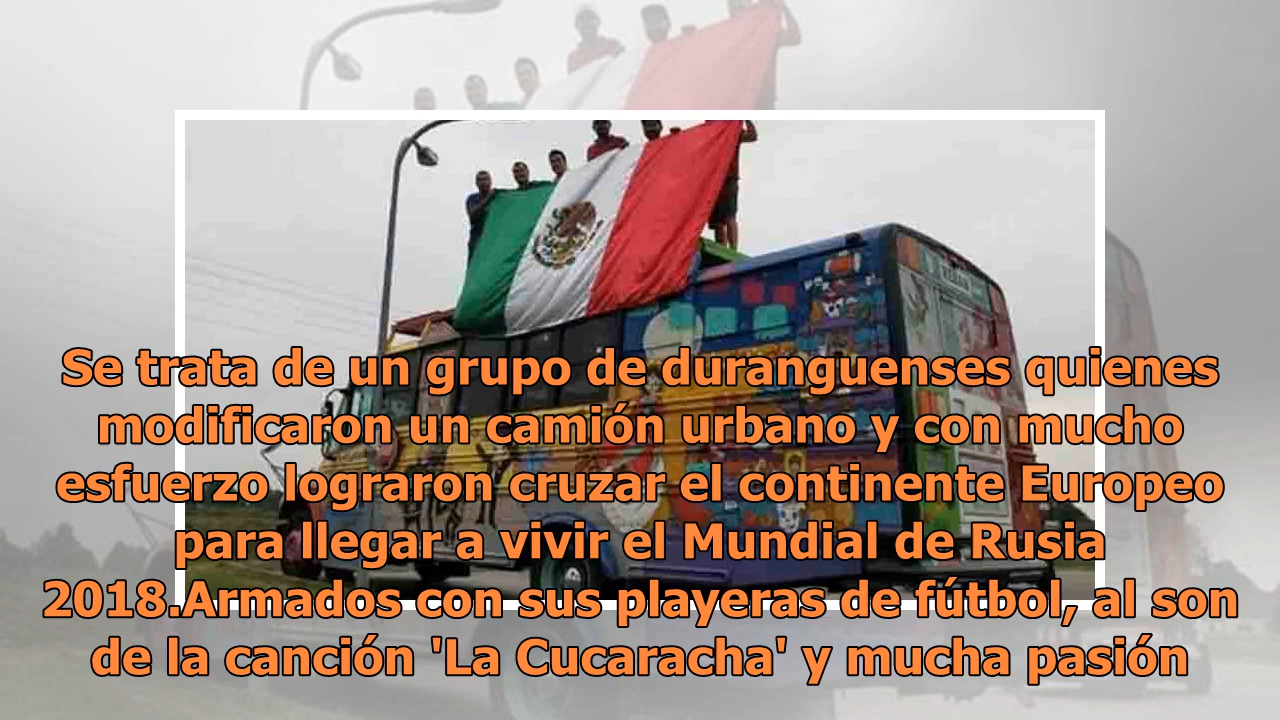 Se trata de un grupo de duranguenses quienes
modificaron un camión urbano y con mucho
esfuerzo lograron cruzar el continente Europeo
para llegar a vivir el Mundial de Rusia
2018.Armados con sus playeras de fútbol, al son
de la canción 'La Cucaracha' y mucha pasión